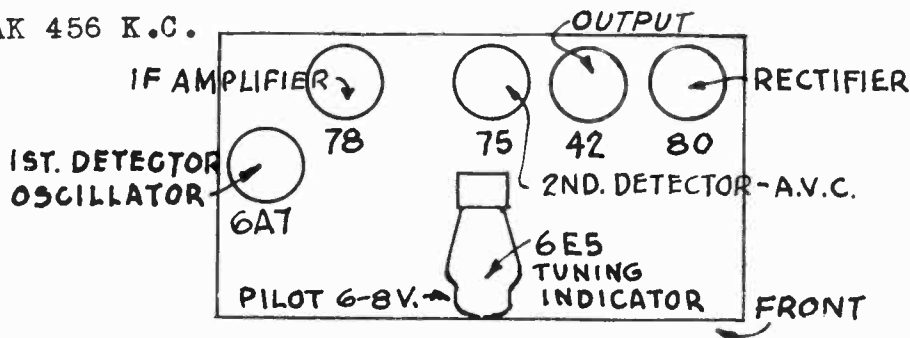 AK 456 K.C.
OUTPUT
IF AMPLIFIER
RECTIFIER
78
75
42
80
1ST. DETECTOR
OSCILLATOR
2ND. DETECTOR-A.V.C.
6A7
6E5
TUNING
INDICATOR
PILOT 6-8V.
FRONT